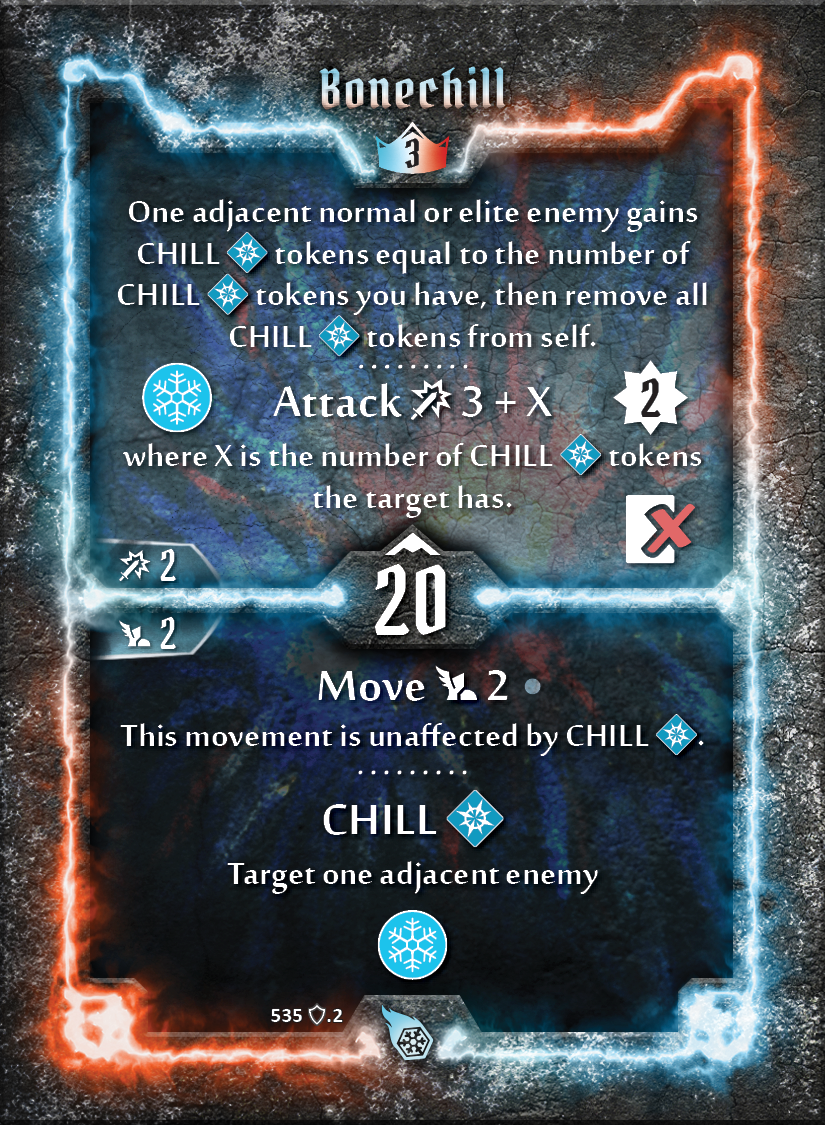 Bonechill
3
One adjacent normal or elite enemy gains
CHILL tokens equal to the number of
CHILL tokens you have, then remove all
CHILL tokens from self.
Attack 3 + X
2
where X is the number of CHILL tokens
the target has.
2
20
2
Move 2
This movement is unaffected by CHILL .
CHILL
Target one adjacent enemy
535 .2